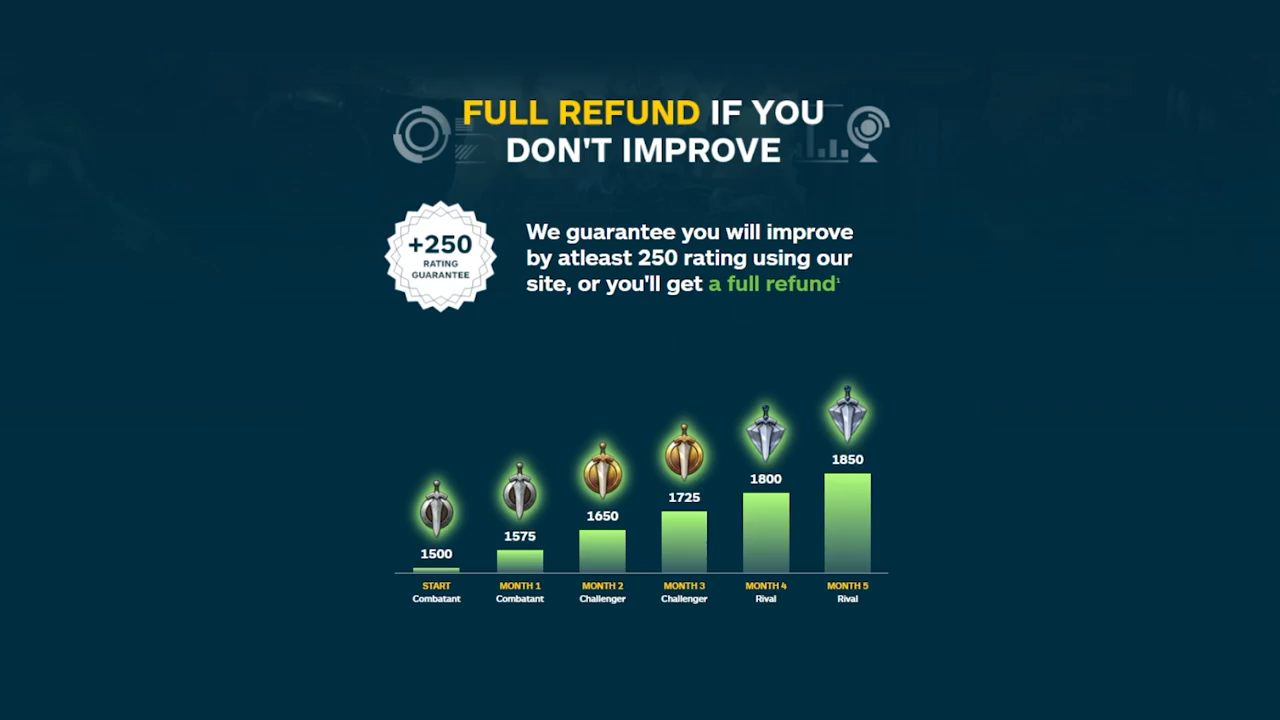 FULL REFUND IF YOU
DON'T IMPROVE
+250
RATING
GUARANTEE
We guarantee you will improve
by atleast 250 rating using our
site, or you'll get a full refund¹
1500
1575
1650
1725
1800
1850
START
Combatant
MONTH 1
Combatant
MONTH 2
Challenger
MONTH 3
Challenger
MONTH 4
Rival
MONTH 5
Rival